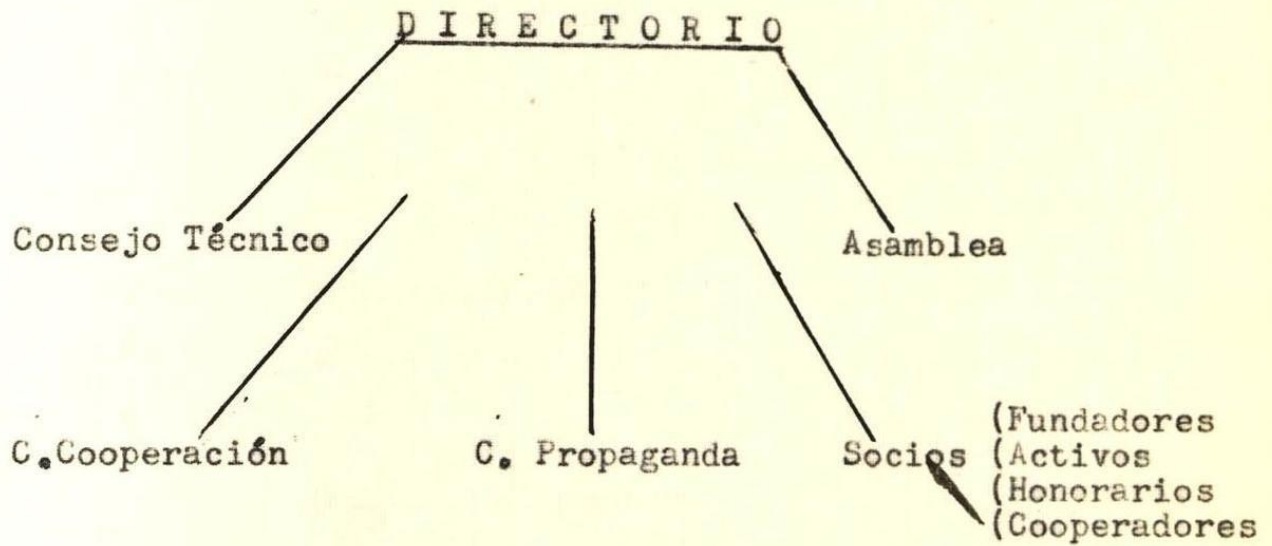 DIRECTORIO
Consejo Técnico
Asamblea
C.Cooperación
C. Propaganda
Socios
(Fundadores
(Activos
(Honorarios
(Cooperadores